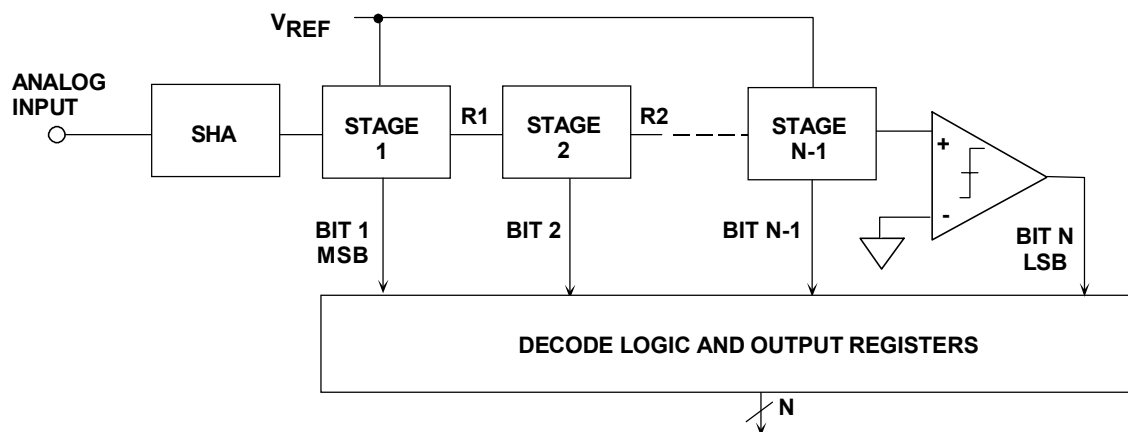 VREF
ANALOG
INPUT
SHA
STAGE
1
R1
STAGE
2
R2
STAGE
N-1
+
-
BIT 1
MSB
BIT 2
BIT N-1
BIT N
LSB
DECODE LOGIC AND OUTPUT REGISTERS
N